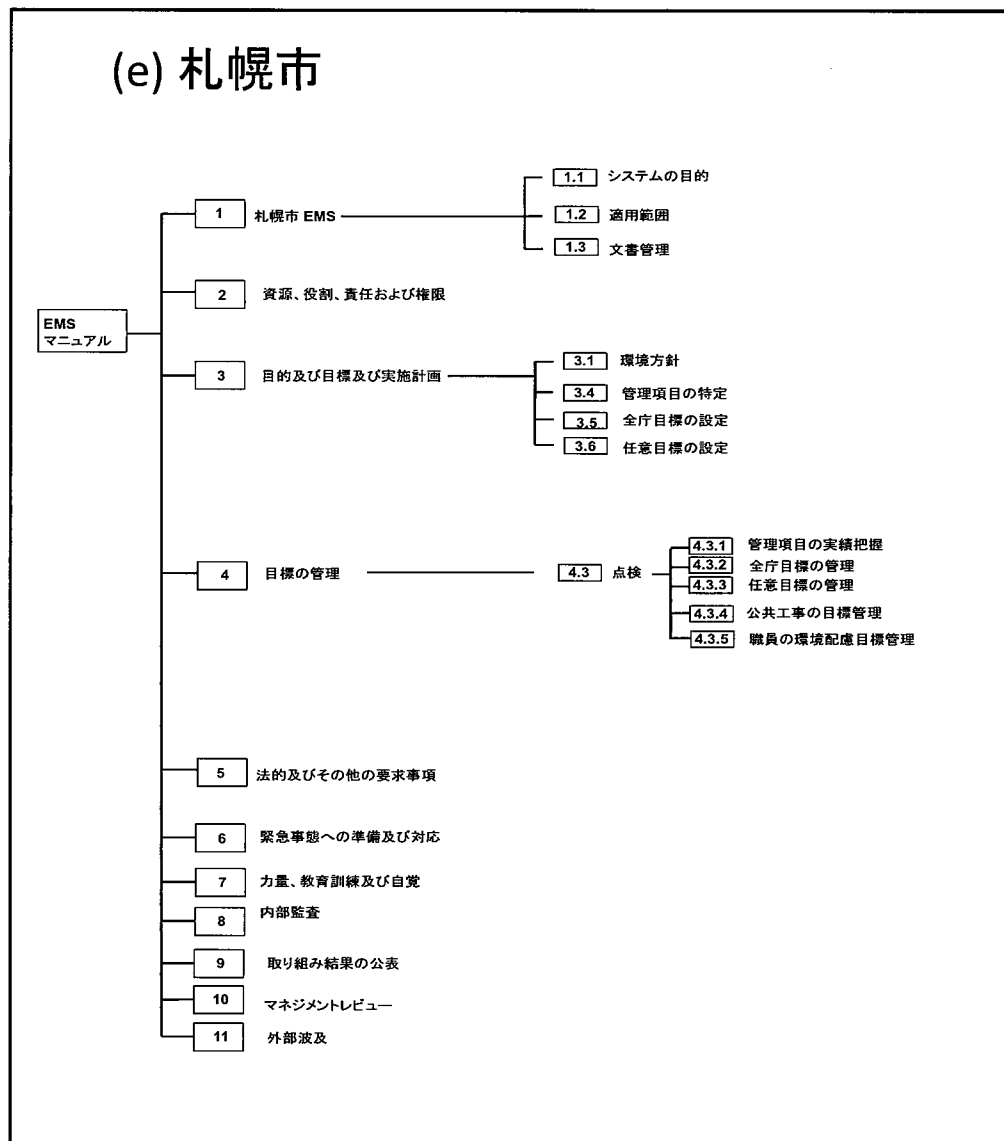 (e) 札幌市
EMS
マニュアル
1 札幌市 EMS
1.1 システムの目的
1.2 適用範囲
1.3 文書管理
2 資源、役割、責任および権限
3 目的及び目標及び実施計画
3.1 環境方針
3.4 管理項目の特定
3.5 全庁目標の設定
3.6 任意目標の設定
4 目標の管理
4.3 点検
4.3.1 管理項目の実績把握
4.3.2 全庁目標の管理
4.3.3 任意目標の管理
4.3.4 公共工事の目標管理
4.3.5 職員の環境配慮目標管理
5 法的及びその他の要求事項
6 緊急事態への準備及び対応
7 力量、教育訓練及び自覚
8 内部監査
9 取り組み結果の公表
10 マネジメントレビュー
11 外部波及